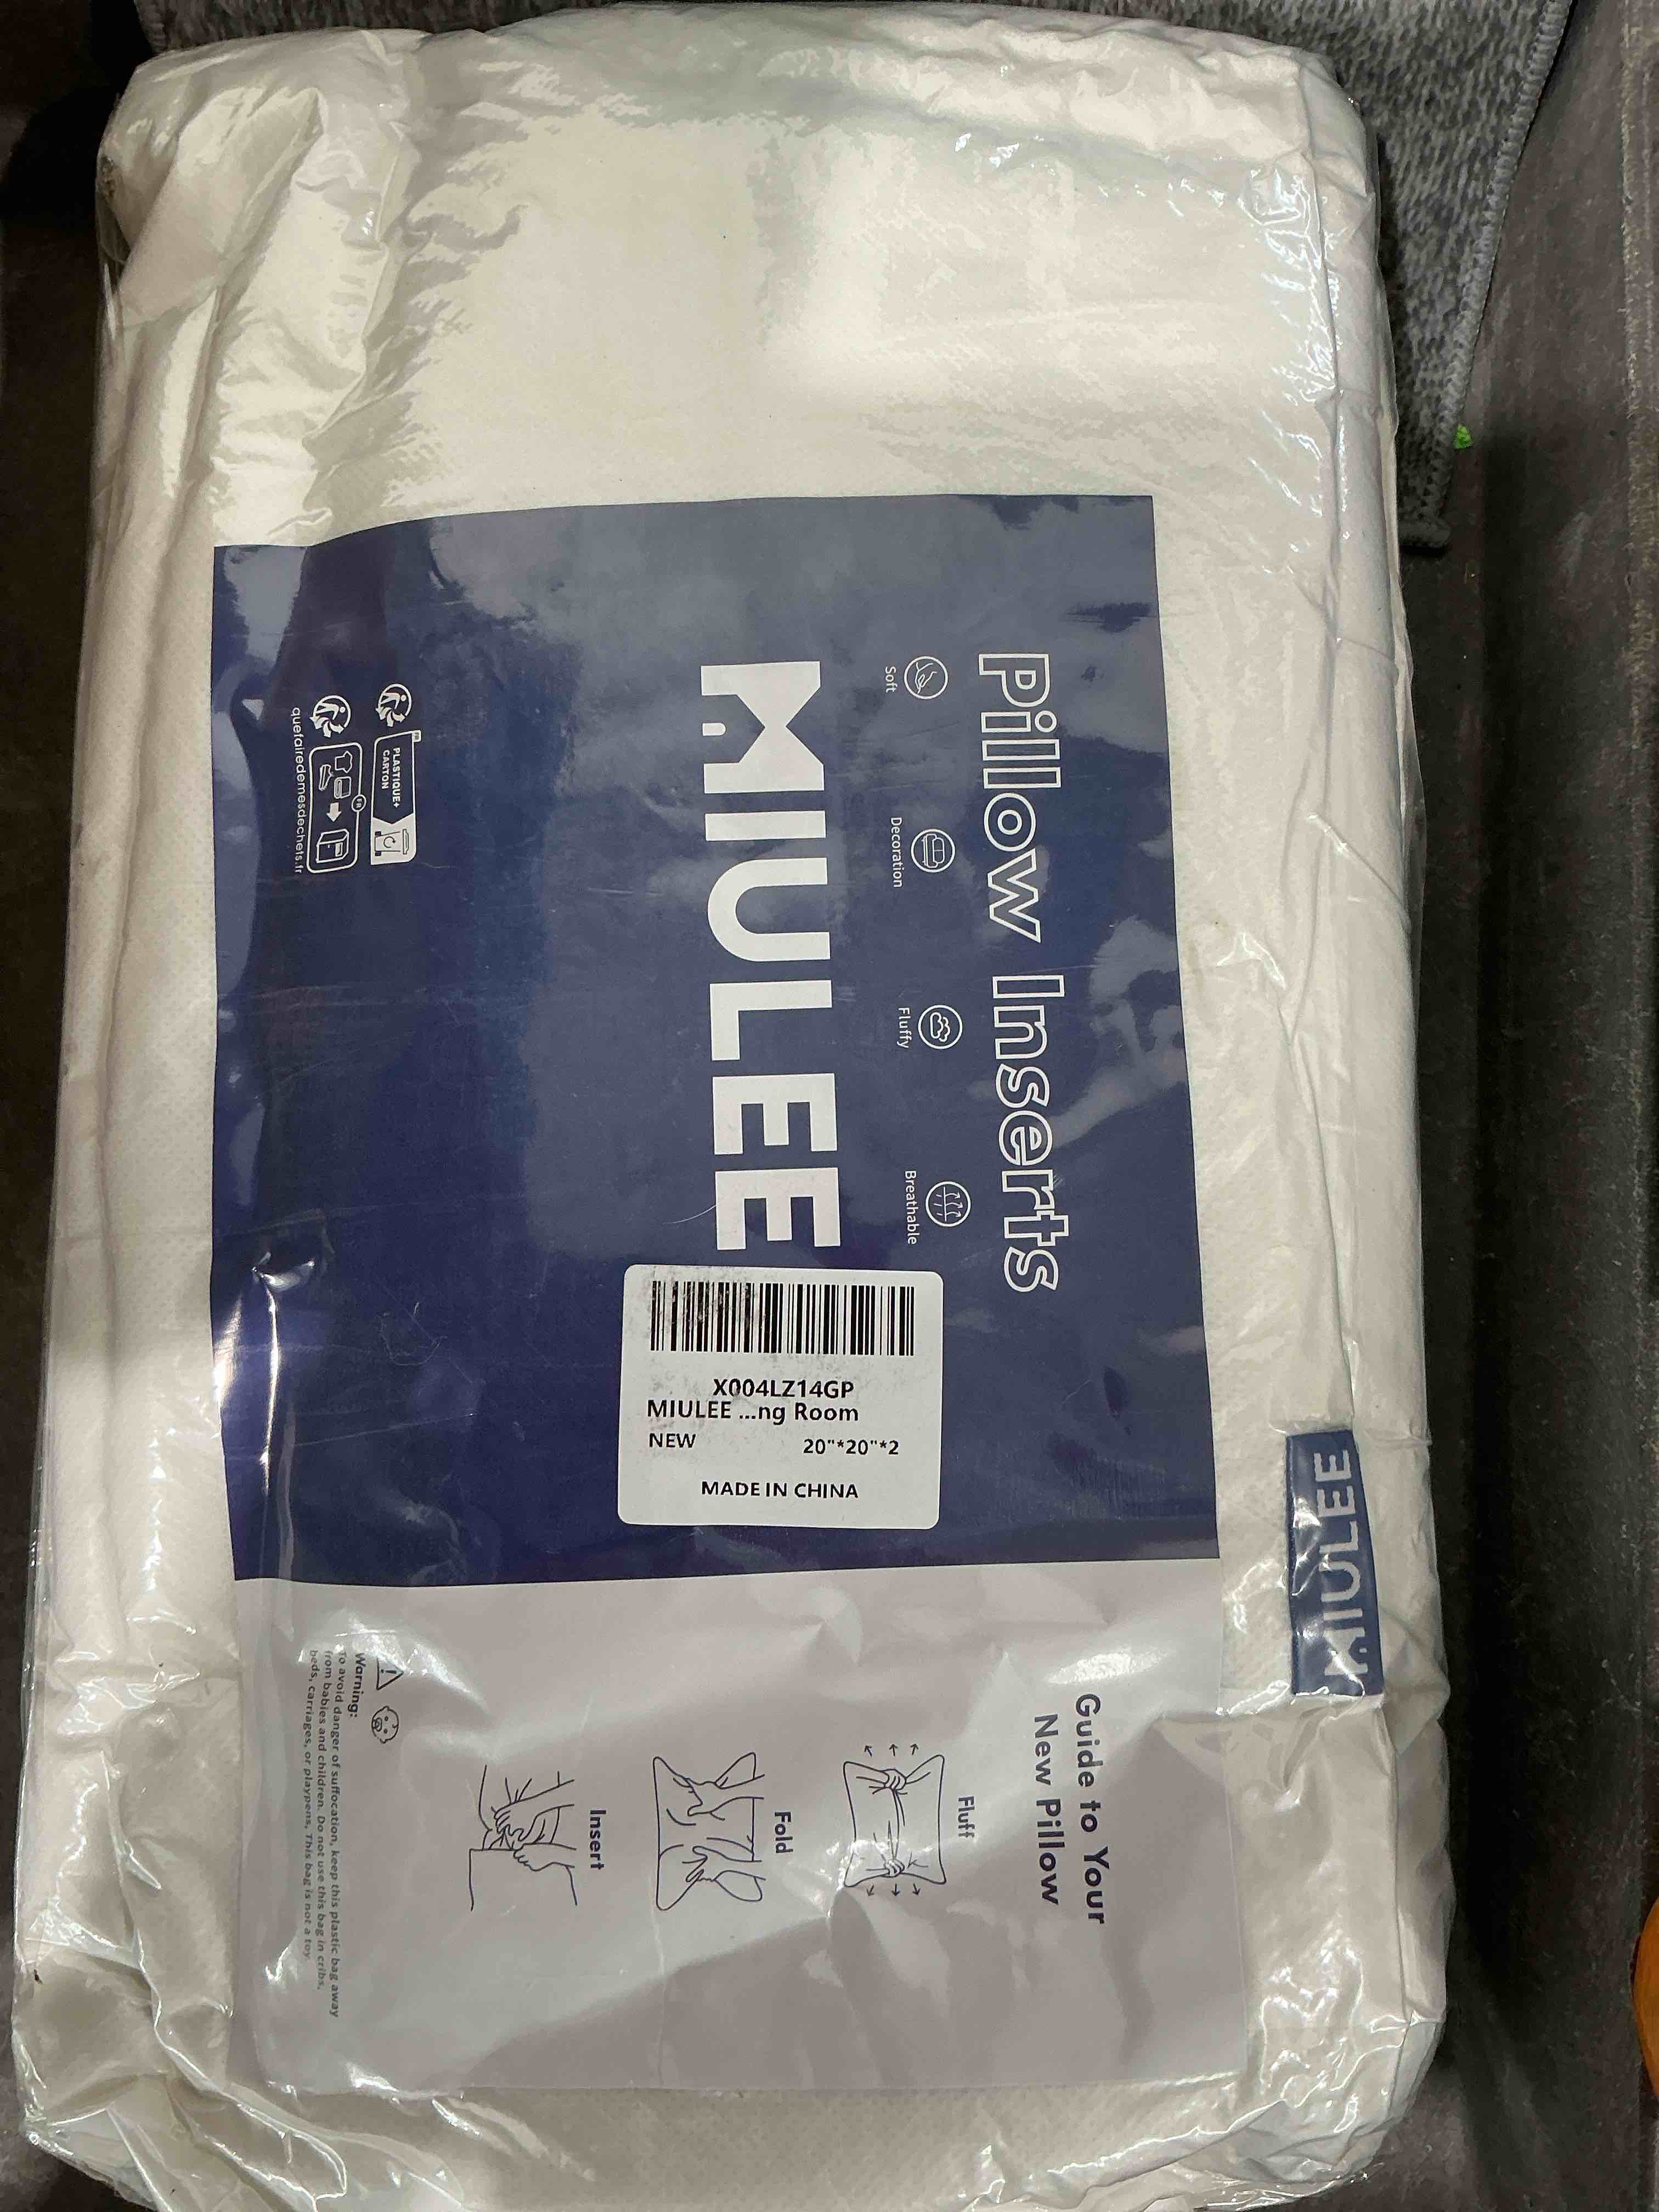 Pillow Inserts
Soft
Decoration
Fluffy
Breathable
MIULEE
PLASTIQUE+
CARTON
FR
FR
quefairedemesdechets.fr
X004LZ14GP
MIULEE ...ng Room
NEW 20"*20"*2
MADE IN CHINA
MIULEE
Guide to Your
New Pillow
Fluff
Fold
Insert
Warning:
To avoid danger of suffocation, keep this plastic bag away
from babies and children. Do not use this bag in cribs,
beds, carriages, or playpens, This bag is not a toy.